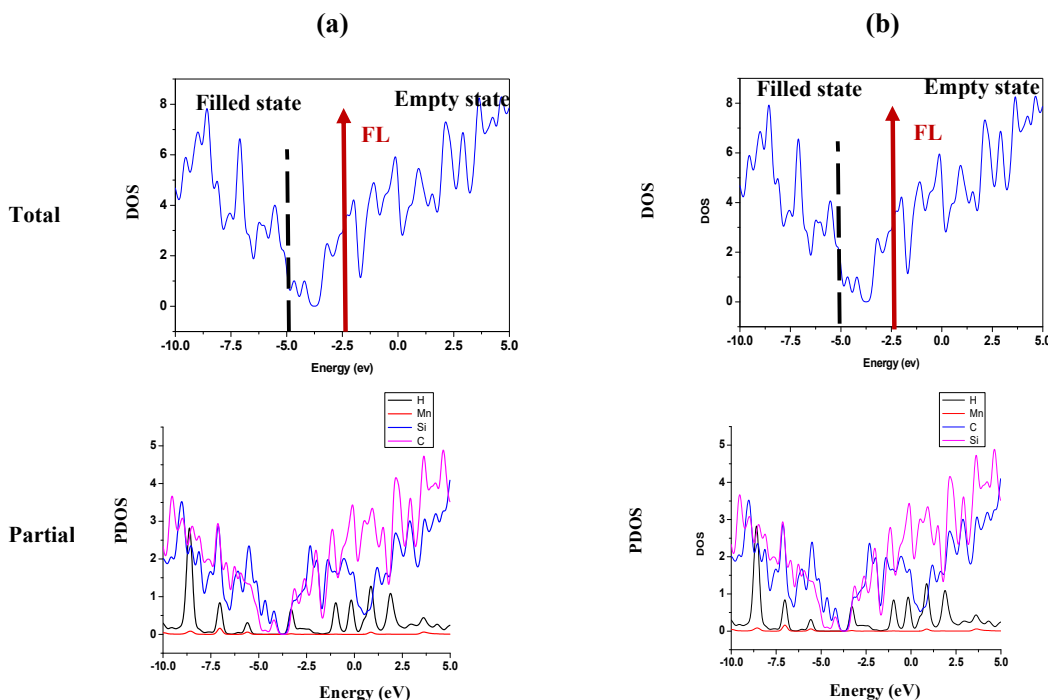 (a)
(b)
Total
Filled state
Empty state
FL
DOS
8
6
4
2
0
-10.0 -7.5 -5.0 -2.5 0.0 2.5 5.0
Energy (ev)
Filled state
Empty state
FL
DOS
DOS
8
6
4
2
0
-10.0 -7.5 -5.0 -2.5 0.0 2.5 5.0
Energy (ev)
Partial
H
Mn
Si
C
PDOS
5
4
3
2
1
0
-10.0 -7.5 -5.0 -2.5 0.0 2.5 5.0
Energy (eV)
H
Mn
C
Si
PDOS
DOS
5
4
3
2
1
0
-10.0 -7.5 -5.0 -2.5 0.0 2.5 5.0
Energy (eV)